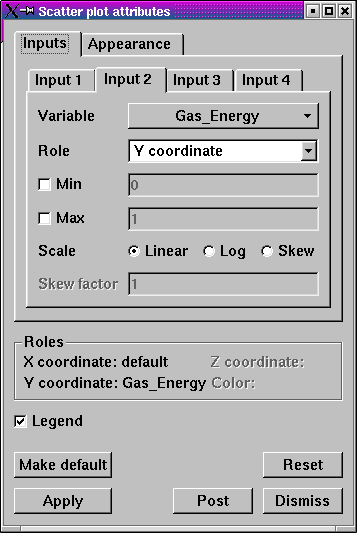 Scatter plot attributes
Inputs Appearance
Input 1 Input 2 Input 3 Input 4
Variable Gas_Energy
Role Y coordinate
Min 0
Max 1
Scale Linear Log Skew
Skew factor 1
Roles
X coordinate: default Z coordinate:
Y coordinate: Gas_Energy Color:
Legend
Make default Reset
Apply Post Dismiss